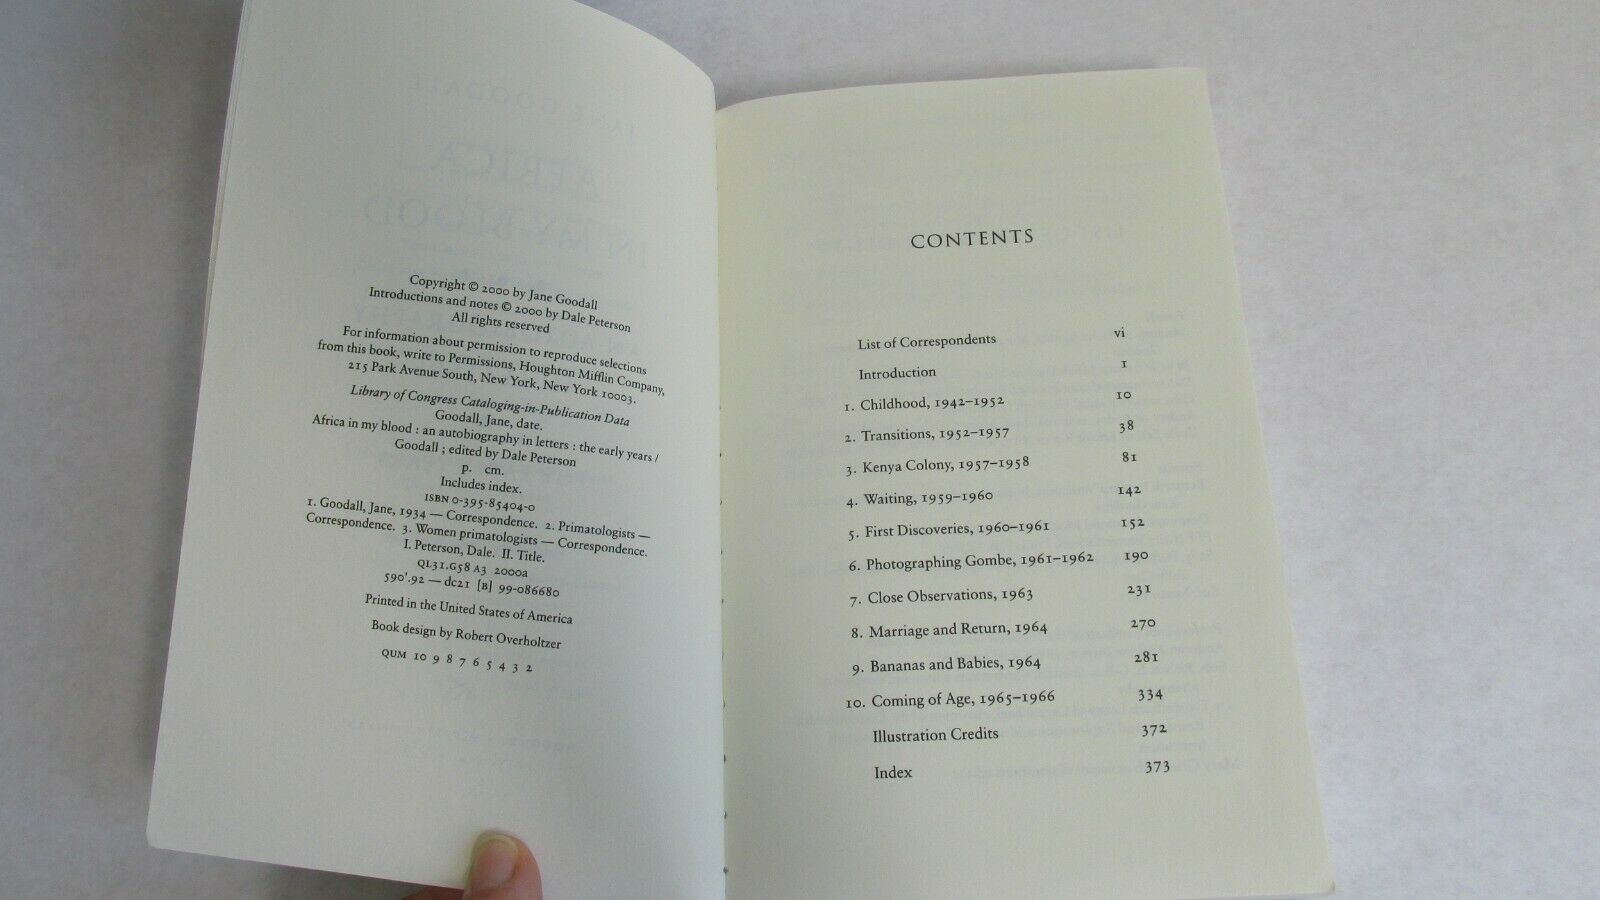 Copyright © 2000 by Jane Goodall
Introductions and notes © 2000 by Dale Peterson
All rights reserved
For information about permission to reproduce selections
from this book, write to Permissions, Houghton Mifflin Company,
215 Park Avenue South, New York, New York 10003.
Library of Congress Cataloging-in-Publication Data
Goodall, Jane, date.
Africa in my blood : an autobiography in letters : the early years /
Goodall ; edited by Dale Peterson
p. cm.
Includes index.
ISBN 0-395-85404-0
1. Goodall, Jane, 1934 — Correspondence. 2. Primatologists —
Correspondence. 3. Women primatologists — Correspondence.
I. Peterson, Dale. II. Title.
QL31.G58 A3 2000a
590'.92 — dc21 [B] 99-086680
Printed in the United States of America
Book design by Robert Overholtzer
QUM 10 9 8 7 6 5 4 3 2
CONTENTS
List of Correspondents vi
Introduction 1
1. Childhood, 1942–1952 10
2. Transitions, 1952–1957 38
3. Kenya Colony, 1957–1958 81
4. Waiting, 1959–1960 142
5. First Discoveries, 1960–1961 152
6. Photographing Gombe, 1961–1962 190
7. Close Observations, 1963 231
8. Marriage and Return, 1964 270
9. Bananas and Babies, 1964 281
10. Coming of Age, 1965–1966 334
Illustration Credits 372
Index 373